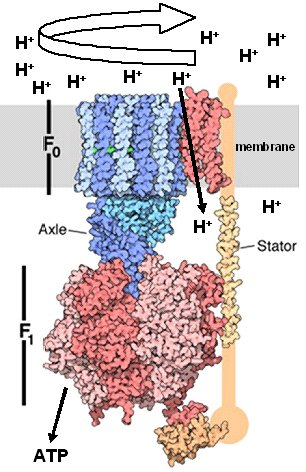 H+ H+ H+
H+
H+ H+
H+ H+ H+ H+
F0
membrane
H+
H+
Axle
Stator
F1
ATP